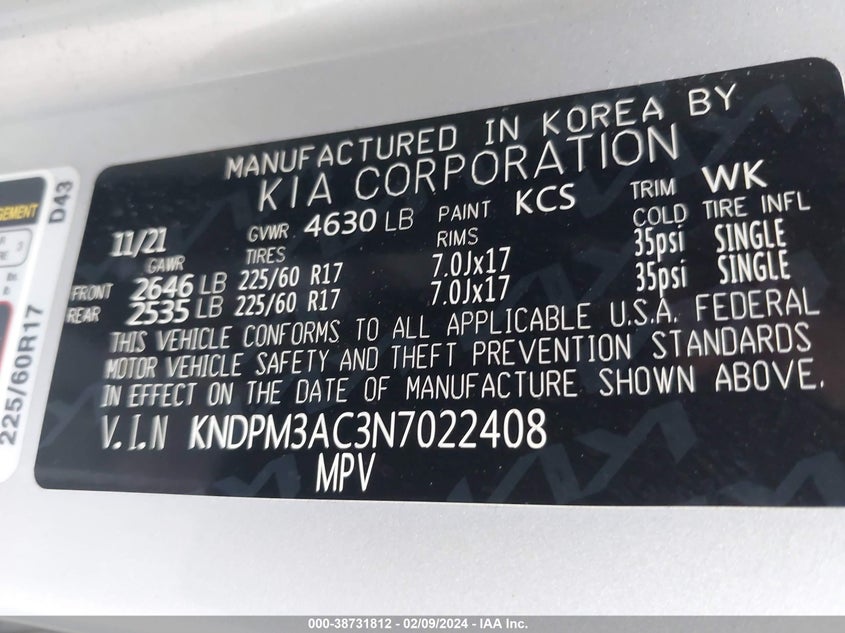 MANUFACTURED IN KOREA BY
KIA CORPORATION
11/21 GVWR 4630 LB PAINT KCS TRIM WK
GAWR TIRES RIMS COLD TIRE INFL
FRONT 2646 LB 225/60 R17 7.0Jx17 35psi SINGLE
REAR 2535 LB 225/60 R17 7.0Jx17 35psi SINGLE
THIS VEHICLE CONFORMS TO ALL APPLICABLE U.S.A. FEDERAL
MOTOR VEHICLE SAFETY AND THEFT PREVENTION STANDARDS
IN EFFECT ON THE DATE OF MANUFACTURE SHOWN ABOVE.
V.I.N KNDPM3AC3N7022408
MPV
D43
225/60R17
000-38731812 - 02/09/2024 - IAA Inc.